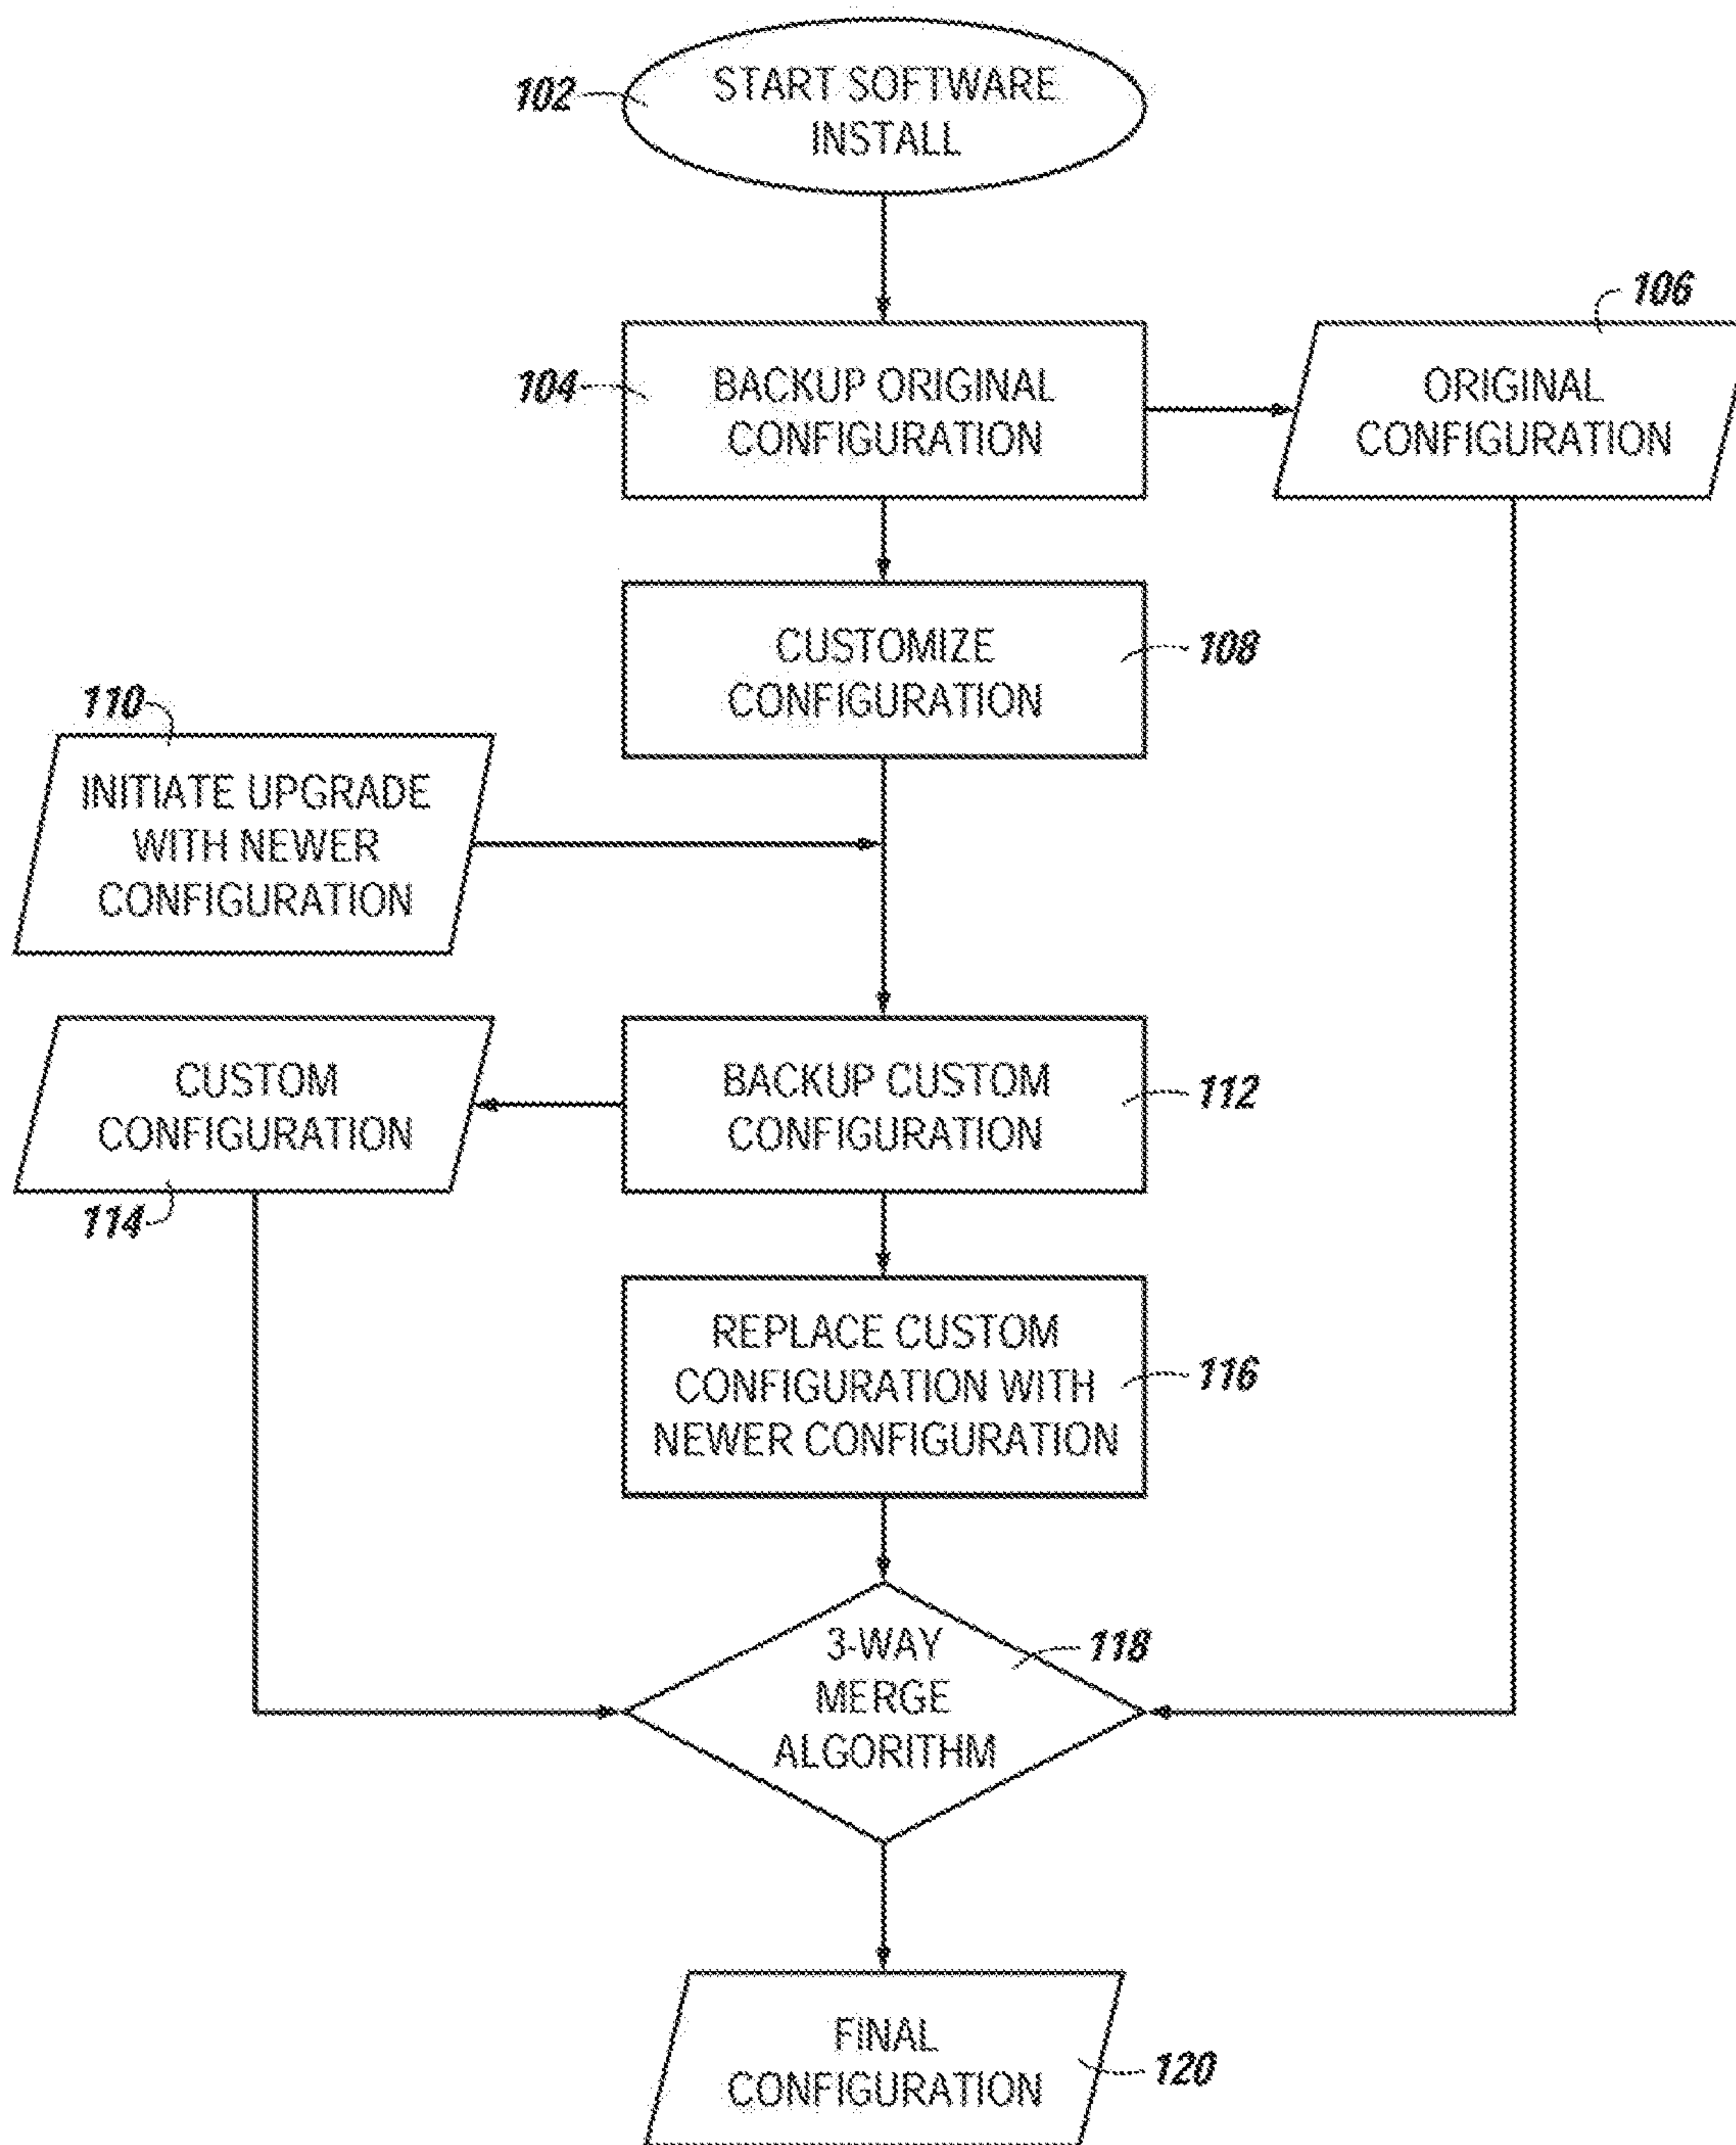 102
START SOFTWARE
INSTALL
104
BACKUP ORIGINAL
CONFIGURATION
106
ORIGINAL
CONFIGURATION
CUSTOMIZE
CONFIGURATION
108
110
INITIATE UPGRADE
WITH NEWER
CONFIGURATION
CUSTOM
CONFIGURATION
114
BACKUP CUSTOM
CONFIGURATION
112
REPLACE CUSTOM
CONFIGURATION WITH
NEWER CONFIGURATION
116
3-WAY
MERGE
ALGORITHM
118
FINAL
CONFIGURATION
120